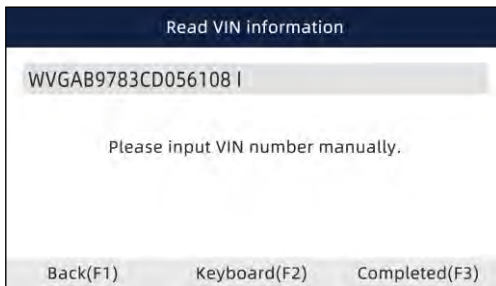 Read VIN information
WVGAB9783CD056108
Please input VIN number manually.
Back(F1) Keyboard(F2) Completed(F3)